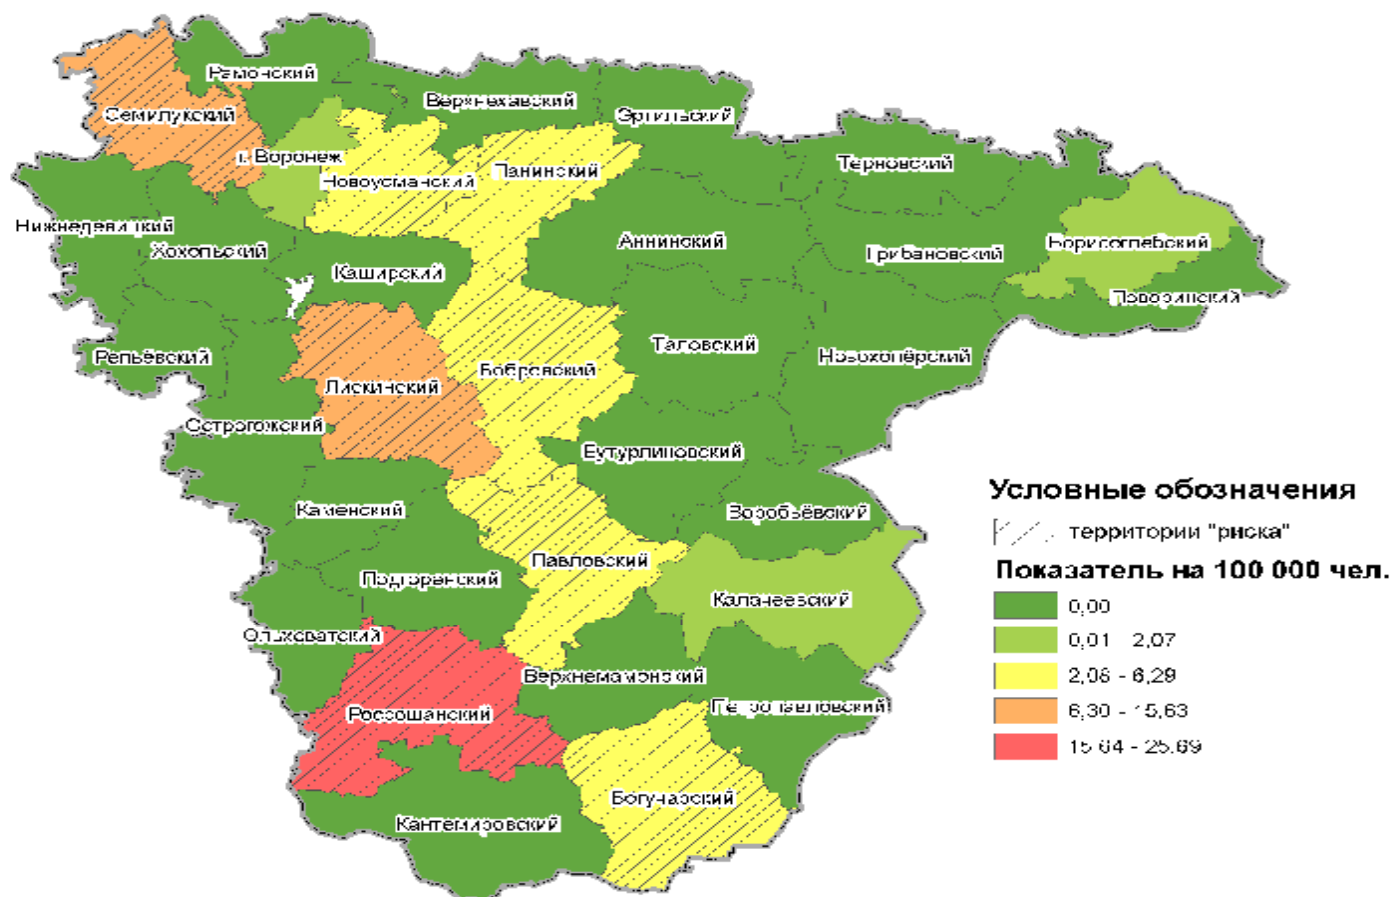 Рамонский
Верхнехавский
Эртильский
Семилукский
г. Воронеж
Новоусманский
Панинский
Терновский
Нижнедевицкий
Хохольский
Каширский
Аннинский
Грибановский
Борисоглебский
Поворинский
Репьёвский
Лискинский
Бобровский
Таловский
Новохопёрский
Острогожский
Бутурлиновский
Каменский
Воробьёвский
Павловский
Подгоренский
Калачеевский
Ольховатский
Верхнемамонский
Петропавловский
Россошанский
Богучарский
Кантемировский
Условные обозначения
территории "риска"
Показатель на 100 000 чел.
0,00
0,01 - 2,07
2,08 - 6,29
6,30 - 15,63
15,64 - 25,69